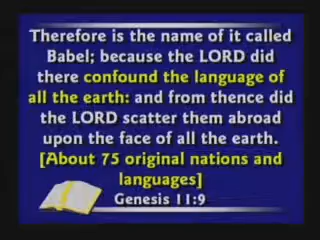 Therefore is the name of it called
Babel; because the LORD did
there confound the language of
all the earth: and from thence did
the LORD scatter them abroad
upon the face of all the earth.
[About 75 original nations and
languages]
Genesis 11:9